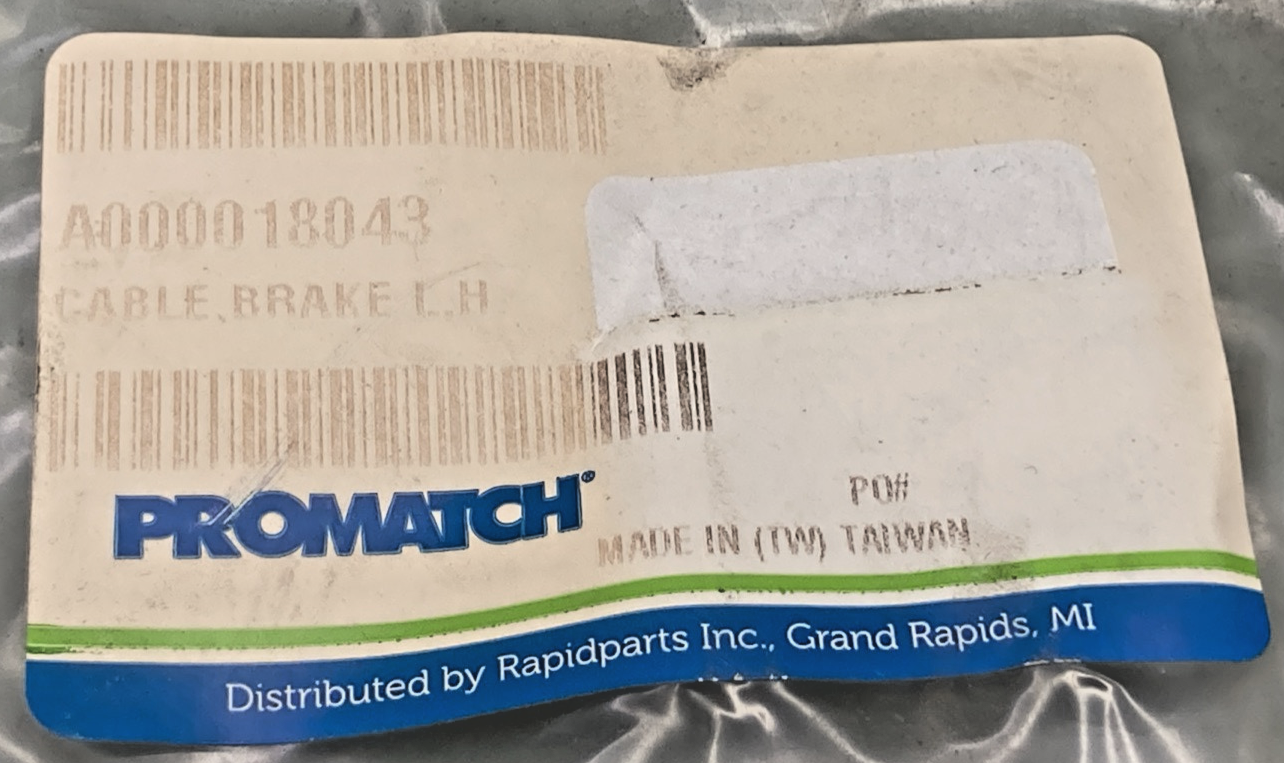 A000018043
CABLE, BRAKE L.H
PROMATCH®
PO#
MADE IN (TW) TAIWAN
Distributed by Rapidparts Inc., Grand Rapids, MI